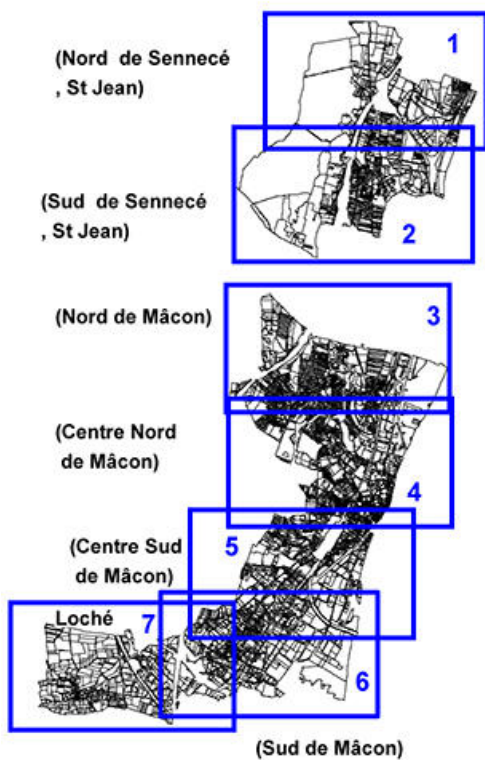 1
(Nord de Sennecé
, St Jean)
(Sud de Sennecé
, St Jean)
2
(Nord de Mâcon)
3
(Centre Nord
de Mâcon)
4
5
(Centre Sud
de Mâcon)
Loché
7
6
(Sud de Mâcon)